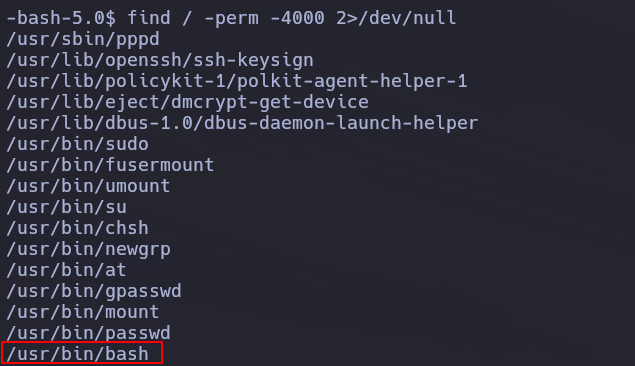 -bash-5.0$ find / -perm -4000 2>/dev/null
/usr/sbin/pppd
/usr/lib/openssh/ssh-keysign
/usr/lib/policykit-1/polkit-agent-helper-1
/usr/lib/eject/dmcrypt-get-device
/usr/lib/dbus-1.0/dbus-daemon-launch-helper
/usr/bin/sudo
/usr/bin/fusermount
/usr/bin/umount
/usr/bin/su
/usr/bin/chsh
/usr/bin/newgrp
/usr/bin/at
/usr/bin/gpasswd
/usr/bin/mount
/usr/bin/passwd
/usr/bin/bash